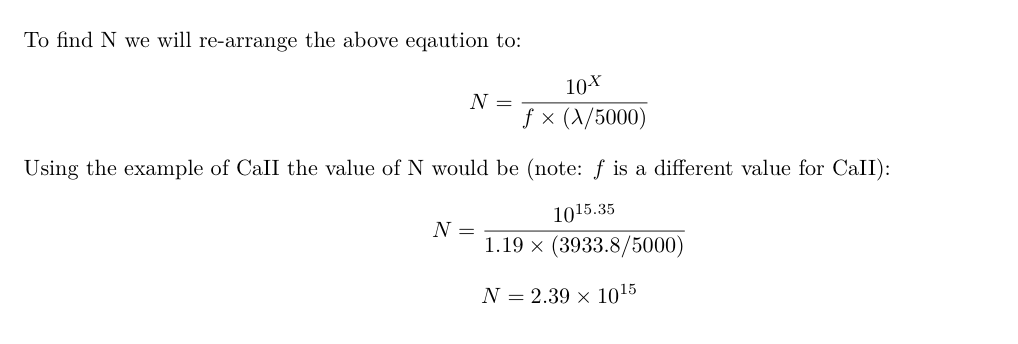 To find N we will re-arrange the above eqaution to:
N = 10^X / (f × (λ/5000))
Using the example of CaII the value of N would be (note: f is a different value for CaII):
N = 10^15.35 / (1.19 × (3933.8/5000))
N = 2.39 × 10^15